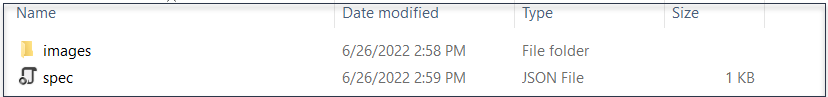 Name Date modified Type Size
images 6/26/2022 2:58 PM File folder
spec 6/26/2022 2:59 PM JSON File 1 KB